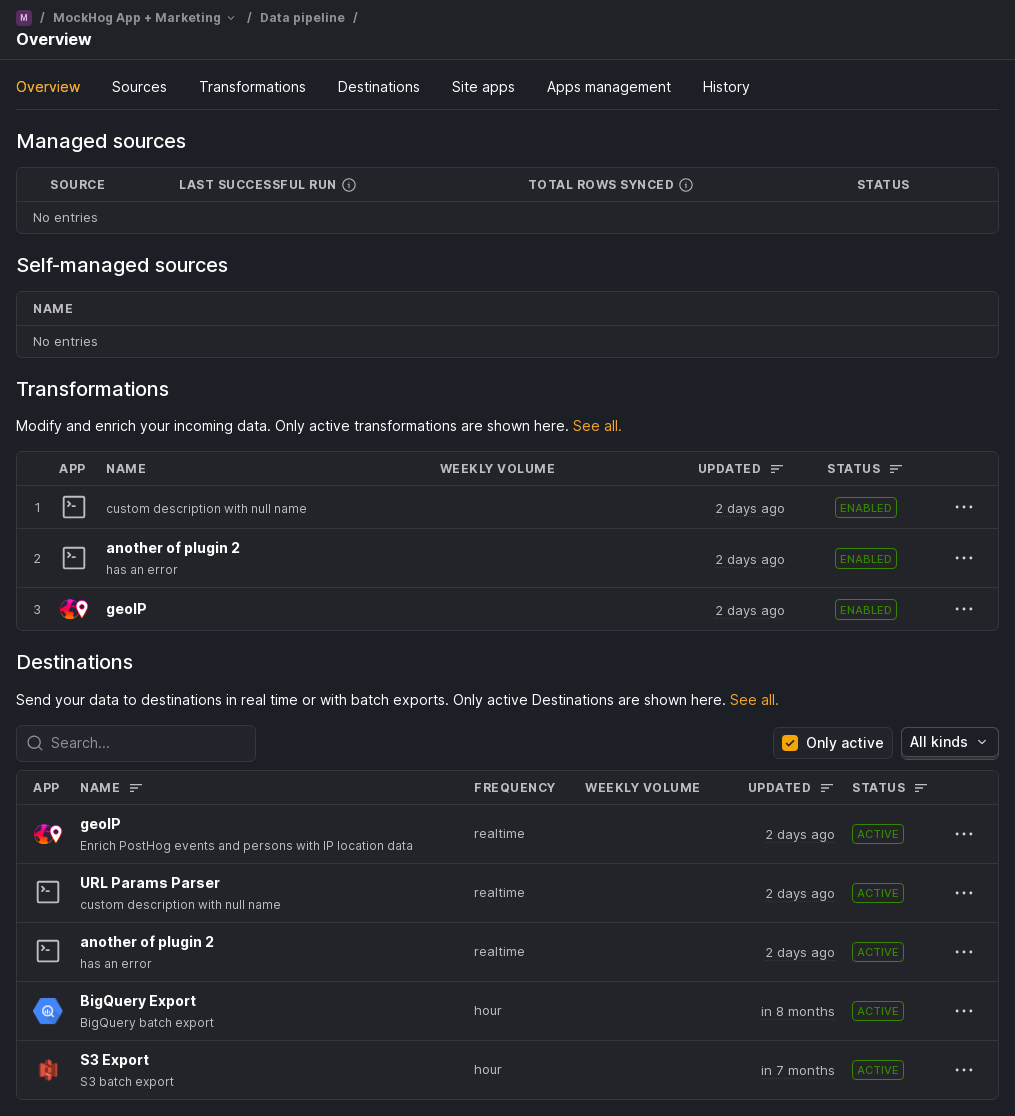 M / MockHog App + Marketing / Data pipeline /
Overview
Overview Sources Transformations Destinations Site apps Apps management History
Managed sources
SOURCE LAST SUCCESSFUL RUN TOTAL ROWS SYNCED STATUS
No entries
Self-managed sources
NAME
No entries
Transformations
Modify and enrich your incoming data. Only active transformations are shown here. See all.
APP NAME WEEKLY VOLUME UPDATED STATUS
1 custom description with null name 2 days ago ENABLED
another of plugin 2
2 2 days ago ENABLED
has an error
3 geoIP 2 days ago ENABLED
Destinations
Send your data to destinations in real time or with batch exports. Only active Destinations are shown here. See all.
Search... Only active All kinds
APP NAME FREQUENCY WEEKLY VOLUME UPDATED STATUS
geoIP
realtime 2 days ago ACTIVE
Enrich PostHog events and persons with IP location data
URL Params Parser
realtime 2 days ago ACTIVE
custom description with null name
another of plugin 2
realtime 2 days ago ACTIVE
has an error
BigQuery Export
hour in 8 months ACTIVE
BigQuery batch export
S3 Export
hour in 7 months ACTIVE
S3 batch export